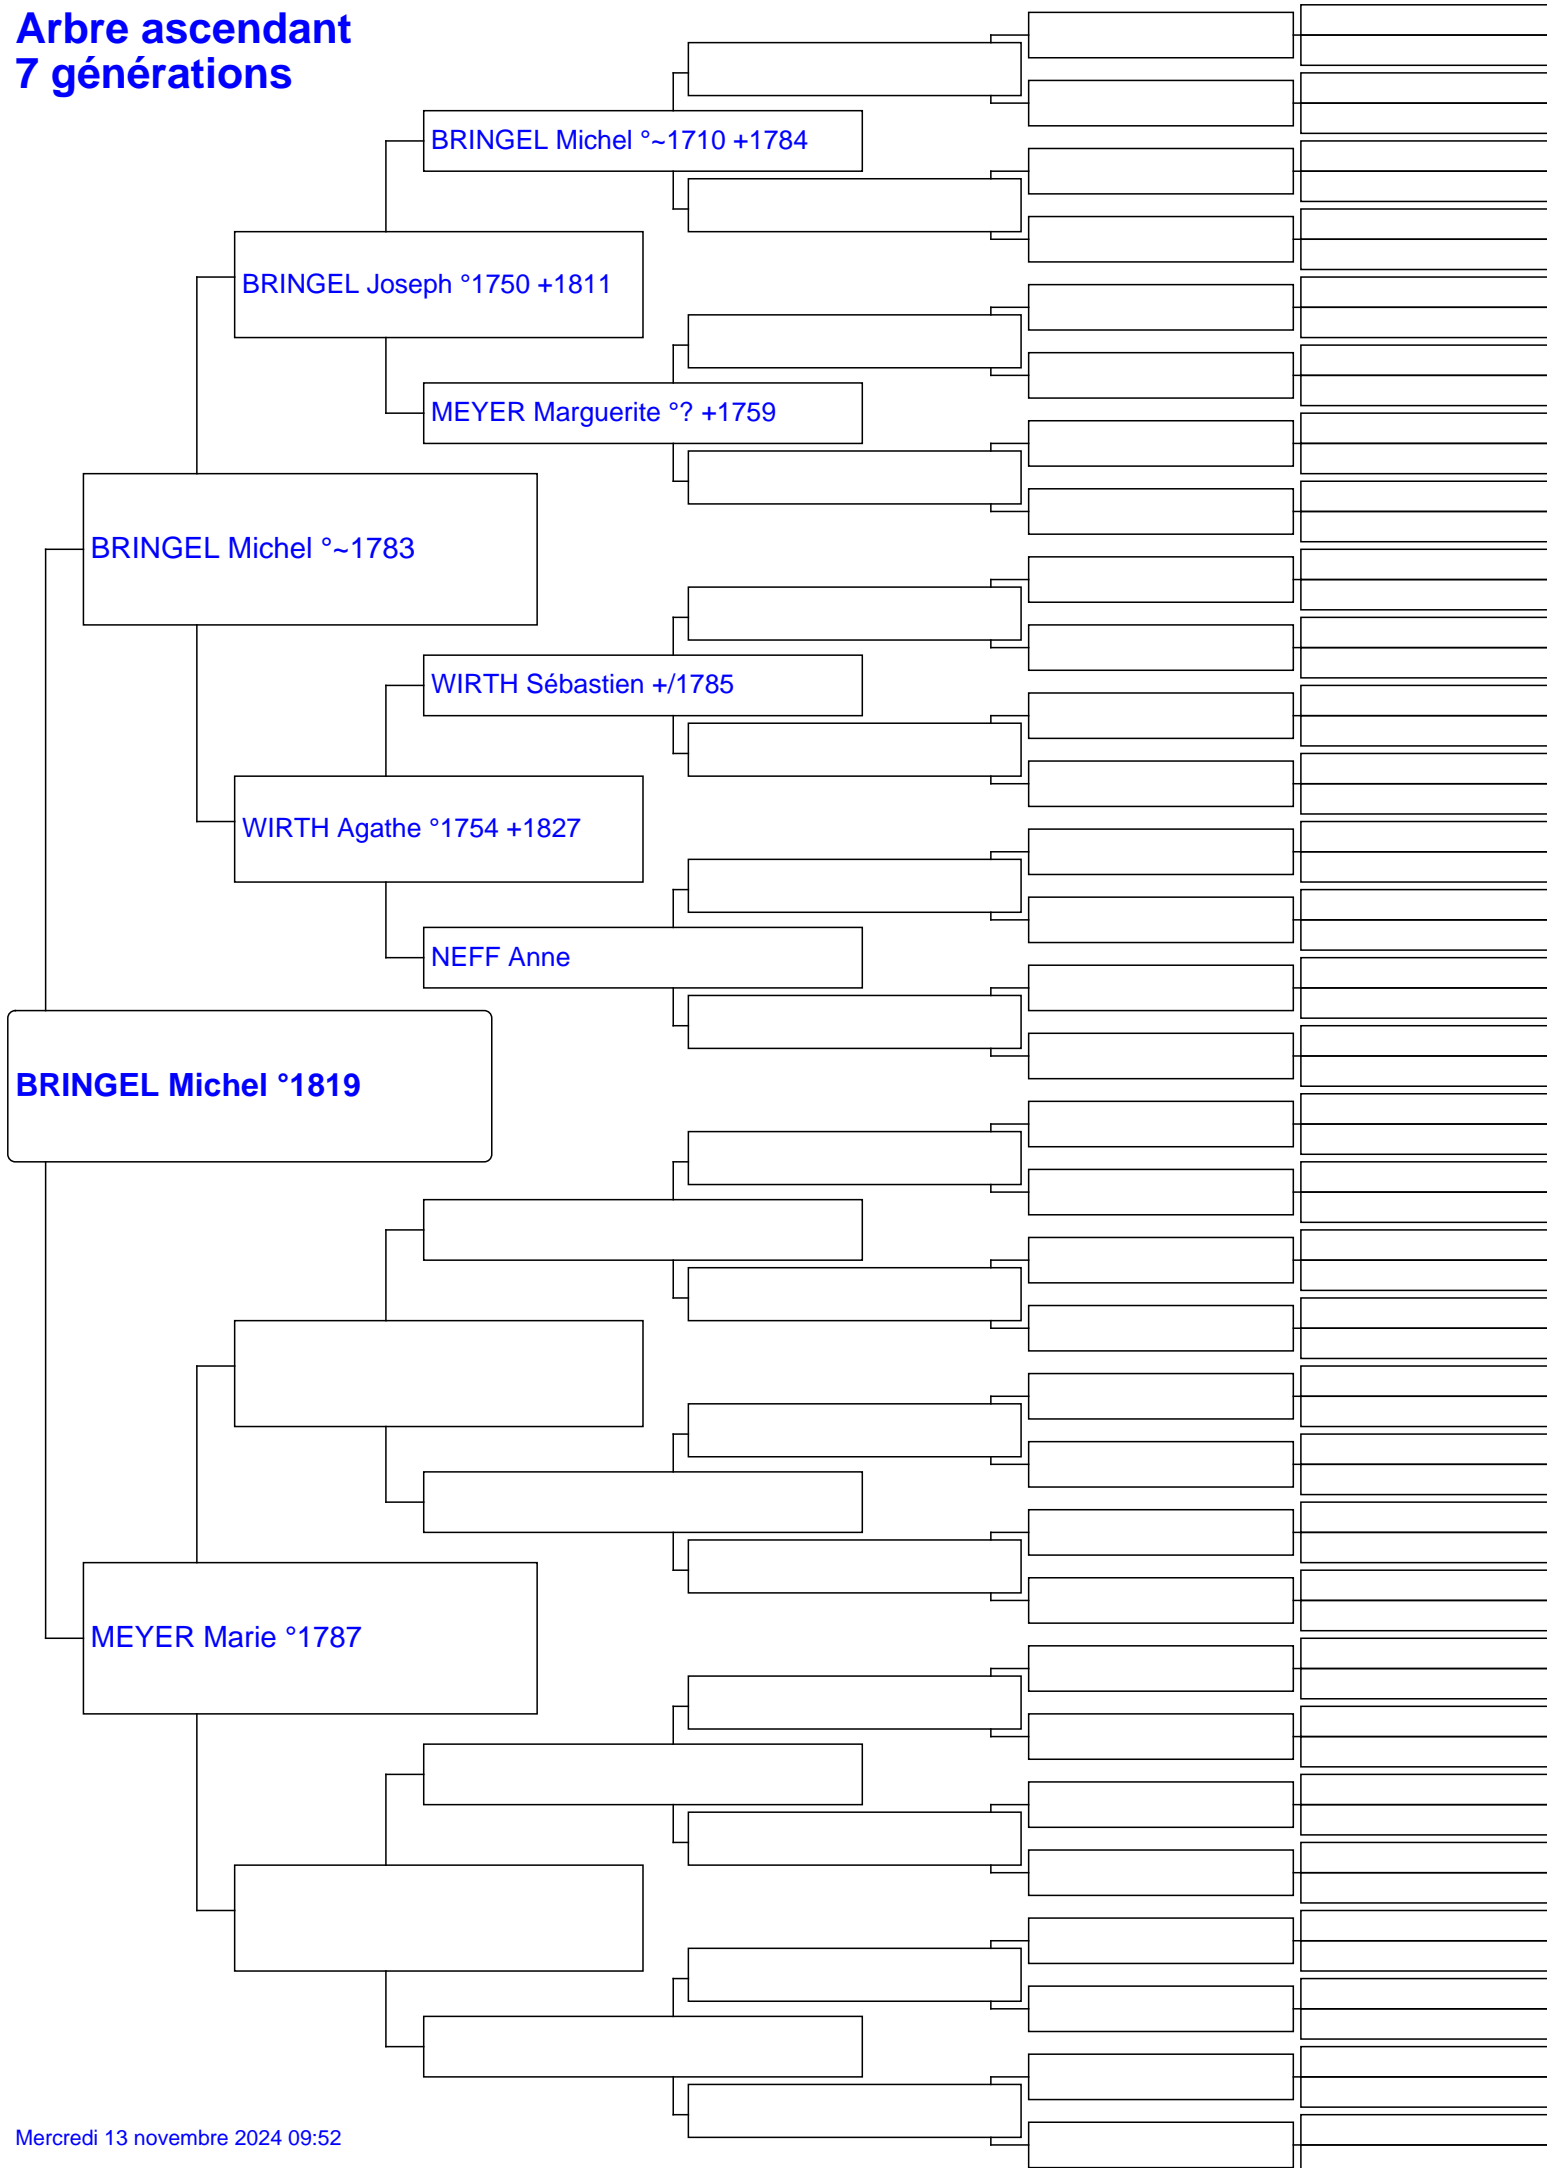 Arbre ascendant
7 générations
BRINGEL Michel °~1710 +1784
BRINGEL Joseph °1750 +1811
MEYER Marguerite °? +1759
BRINGEL Michel °~1783
WIRTH Sébastien +/1785
WIRTH Agathe °1754 +1827
NEFF Anne
BRINGEL Michel °1819
MEYER Marie °1787
Mercredi 13 novembre 2024 09:52